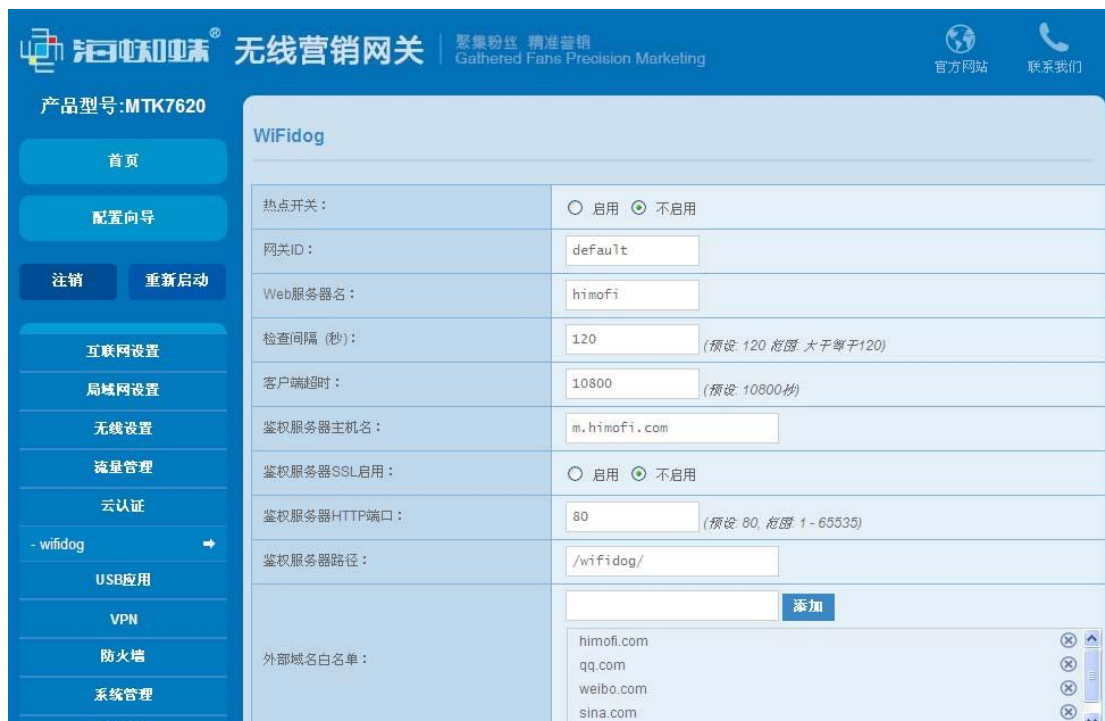 海蜘蛛® 无线营销网关
聚集粉丝 精准营销
Gathered Fans Precision Marketing
官方网站
联系我们
产品型号:MTK7620
首页
配置向导
注销
重新启动
互联网设置
局域网设置
无线设置
流量管理
云认证
- wifidog
USB应用
VPN
防火墙
系统管理
WiFidog
热点开关：
启用 不启用
网关ID：
default
Web服务器名：
himofi
检查间隔 (秒)：
120 (预设: 120 范围: 大于等于120)
客户端超时：
10800 (预设: 10800秒)
鉴权服务器主机名：
m.himofi.com
鉴权服务器SSL启用：
启用 不启用
鉴权服务器HTTP端口：
80 (预设: 80, 范围: 1 - 65535)
鉴权服务器路径：
/wifidog/
外部域名白名单：
添加
himofi.com
qq.com
weibo.com
sina.com